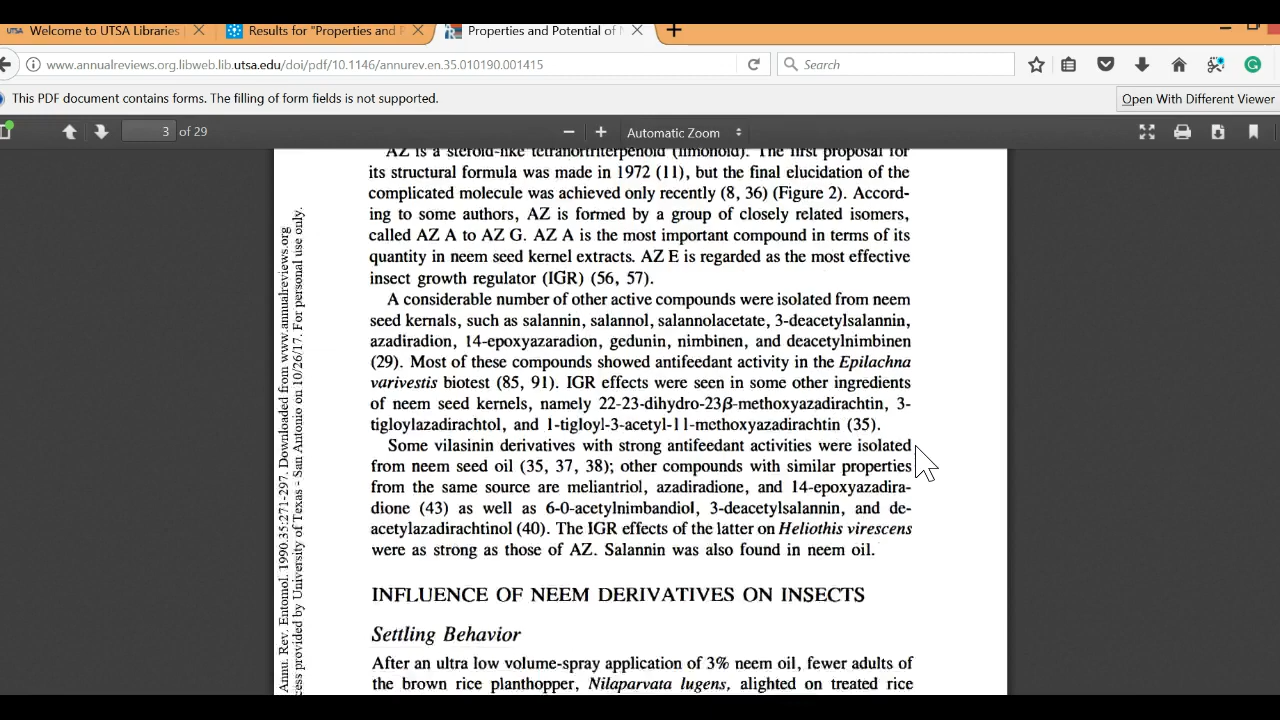 Welcome to UTSA Libraries
Results for "Properties and P
Properties and Potential of N
www.annualreviews.org.libweb.lib.utsa.edu/doi/pdf/10.1146/annurev.en.35.010190.001415
Search
This PDF document contains forms. The filling of form fields is not supported.
Open With Different Viewer
3 of 29
Automatic Zoom
AZ is a steroid-like tetranortriterpenoid (limonoid). The first proposal for
its structural formula was made in 1972 (11), but the final elucidation of the
complicated molecule was achieved only recently (8, 36) (Figure 2). Accord-
ing to some authors, AZ is formed by a group of closely related isomers,
called AZ A to AZ G. AZ A is the most important compound in terms of its
quantity in neem seed kernel extracts. AZ E is regarded as the most effective
insect growth regulator (IGR) (56, 57).
A considerable number of other active compounds were isolated from neem
seed kernals, such as salannin, salannol, salannolacetate, 3-deacetylsalannin,
azadiradion, 14-epoxyazaradion, gedunin, nimbinen, and deacetylnimbinen
(29). Most of these compounds showed antifeedant activity in the Epilachna
varivestis biotest (85, 91). IGR effects were seen in some other ingredients
of neem seed kernels, namely 22-23-dihydro-23β-methoxyazadirachtin, 3-
tigloylazadirachtol, and 1-tigloyl-3-acetyl-11-methoxyazadirachtin (35).
Some vilasinin derivatives with strong antifeedant activities were isolated
from neem seed oil (35, 37, 38); other compounds with similar properties
from the same source are meliantriol, azadiradione, and 14-epoxyazadira-
dione (43) as well as 6-0-acetylnimbandiol, 3-deacetylsalannin, and de-
acetylazadirachtinol (40). The IGR effects of the latter on Heliothis virescens
were as strong as those of AZ. Salannin was also found in neem oil.
INFLUENCE OF NEEM DERIVATIVES ON INSECTS
Settling Behavior
After an ultra low volume-spray application of 3% neem oil, fewer adults of
the brown rice planthopper, Nilaparvata lugens, alighted on treated rice
Annu. Rev. Entomol. 1990.35:271-297. Downloaded from www.annualreviews.org
cess provided by University of Texas - San Antonio on 10/26/17. For personal use only.